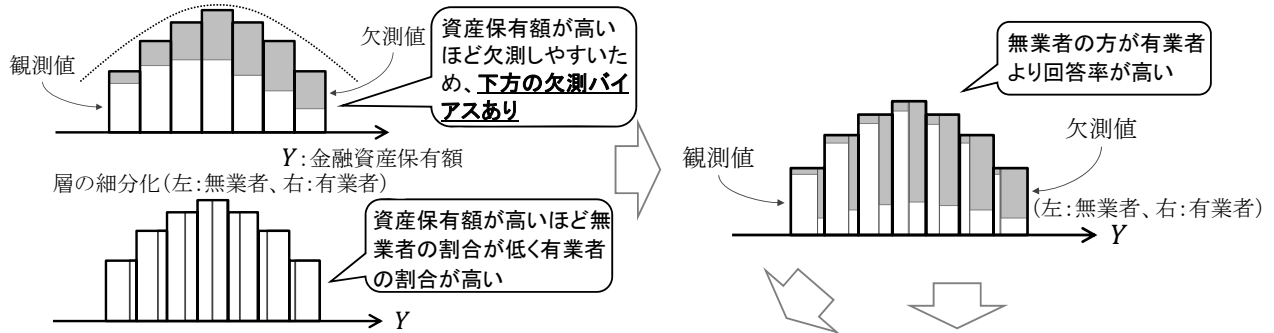 観測値
欠測値
資産保有額が高い
ほど欠測しやすいた
め、下方の欠測バイ
アスあり
Y:金融資産保有額
層の細分化(左:無業者、右:有業者)
資産保有額が高いほど無
業者の割合が低く有業者
の割合が高い
Y
無業者の方が有業者
より回答率が高い
観測値
欠測値
(左:無業者、右:有業者)
Y